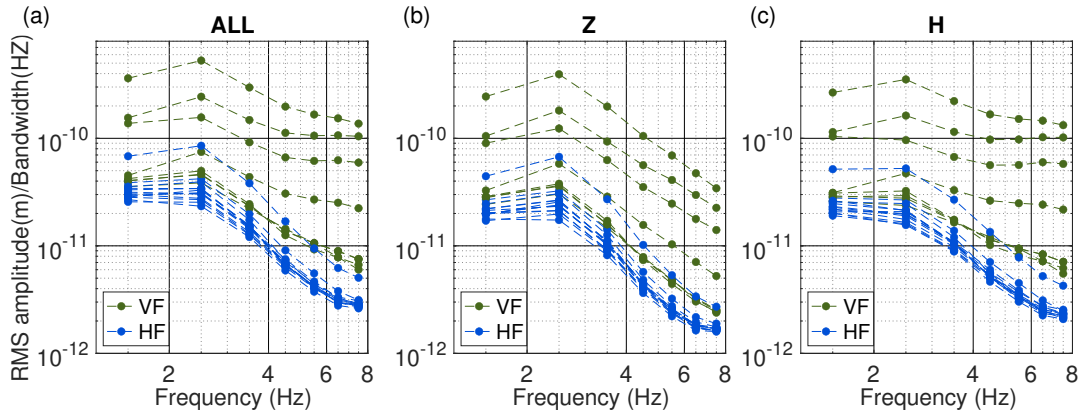 (a) ALL (b) Z (c) H
RMS amplitude(m)/Bandwidth(HZ)
10⁻¹⁰ 10⁻¹⁰ 10⁻¹⁰
10⁻¹¹ 10⁻¹¹ 10⁻¹¹
VF VF VF
HF HF HF
10⁻¹² 10⁻¹² 10⁻¹²
2 4 6 8 2 4 6 8 2 4 6 8
Frequency (Hz) Frequency (Hz) Frequency (Hz)